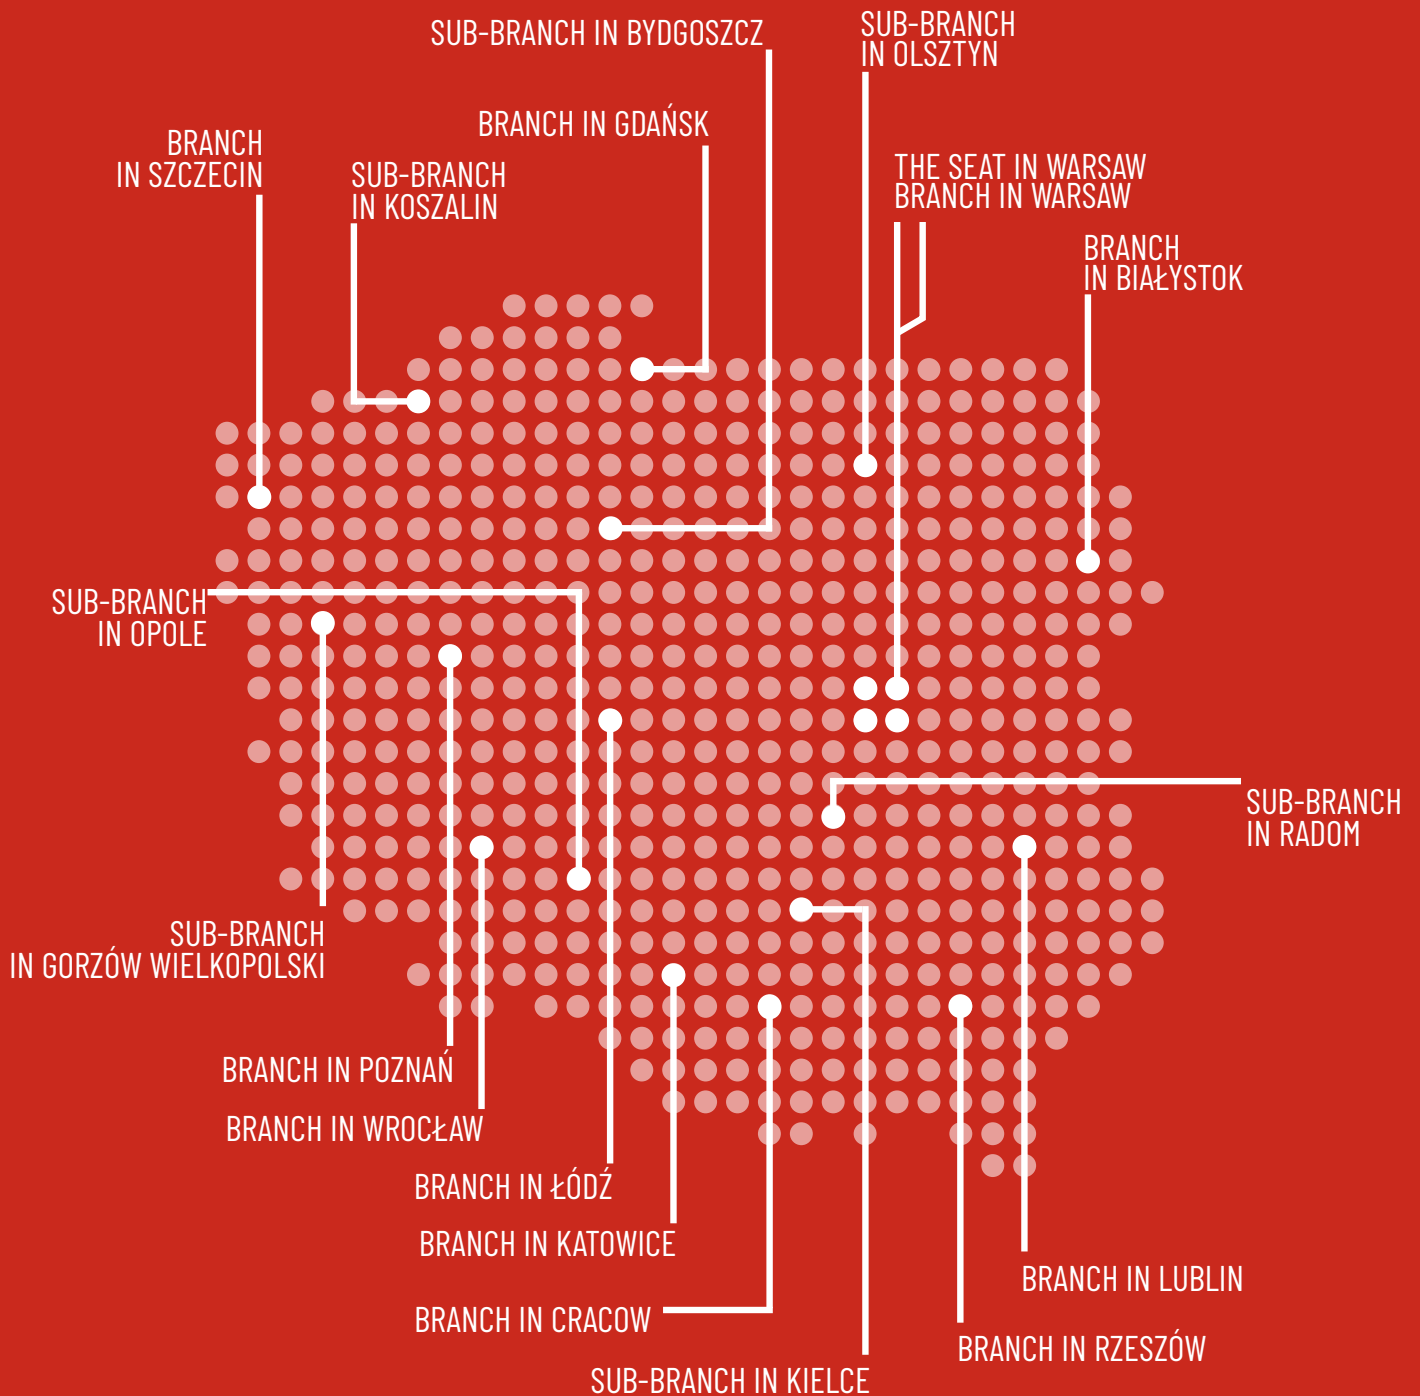 SUB-BRANCH IN BYDGOSZCZ
SUB-BRANCH
IN OLSZTYN
BRANCH IN GDAŃSK
BRANCH
IN SZCZECIN
SUB-BRANCH
IN KOSZALIN
THE SEAT IN WARSAW
BRANCH IN WARSAW
BRANCH
IN BIAŁYSTOK
SUB-BRANCH
IN OPOLE
SUB-BRANCH
IN RADOM
SUB-BRANCH
IN GORZÓW WIELKOPOLSKI
BRANCH IN POZNAŃ
BRANCH IN WROCŁAW
BRANCH IN ŁÓDŹ
BRANCH IN KATOWICE
BRANCH IN LUBLIN
BRANCH IN CRACOW
BRANCH IN RZESZÓW
SUB-BRANCH IN KIELCE